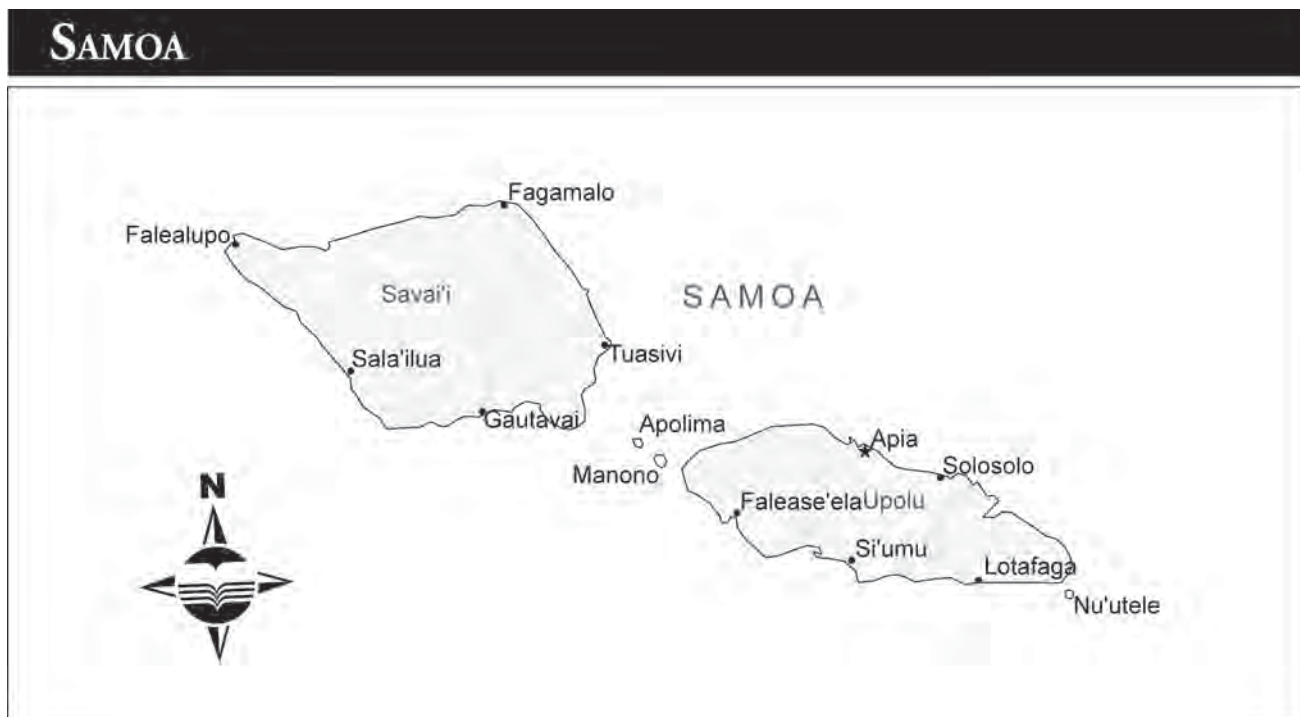 SAMOA
Fagamalo
Falealupo
Savai'i
SAMOA
Tuasivi
Sala'ilua
Gautavai
Apolima
Apia
Manono
Solosolo
Falease'ela
Upolu
Si'umu
Lotafaga
Nu'utele
N